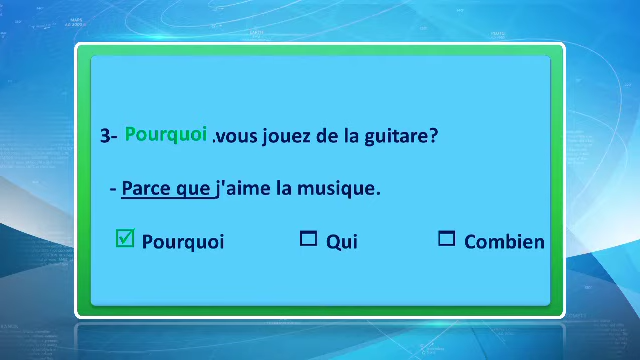 3- Pourquoi .vous jouez de la guitare?
- Parce que j'aime la musique.
☑ Pourquoi ☐ Qui ☐ Combien